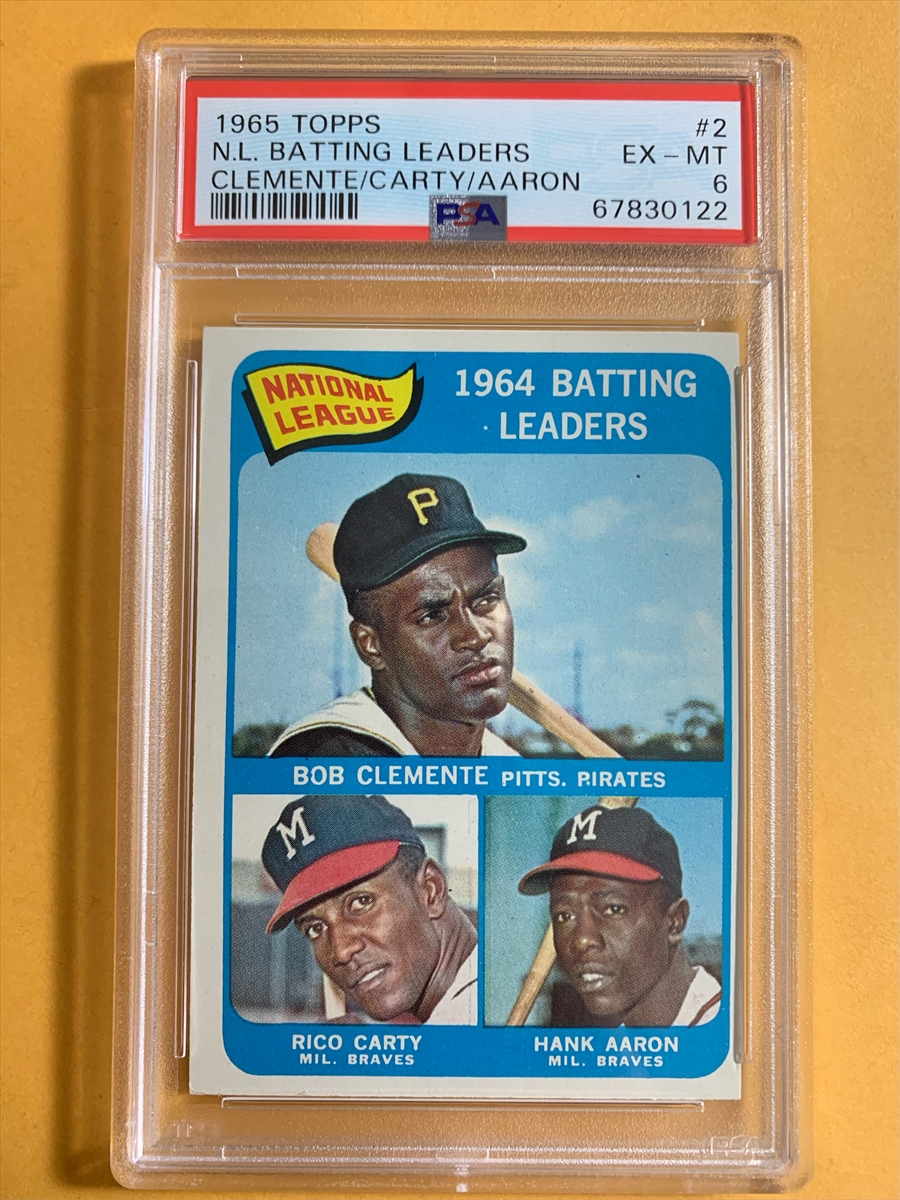 1965 TOPPS #2
N.L. BATTING LEADERS EX - MT
CLEMENTE/CARTY/AARON 6
PSA 67830122
NATIONAL
LEAGUE
1964 BATTING
LEADERS
P
BOB CLEMENTE PITTS. PIRATES
M
M
RICO CARTY
MIL. BRAVES
HANK AARON
MIL. BRAVES
PSA